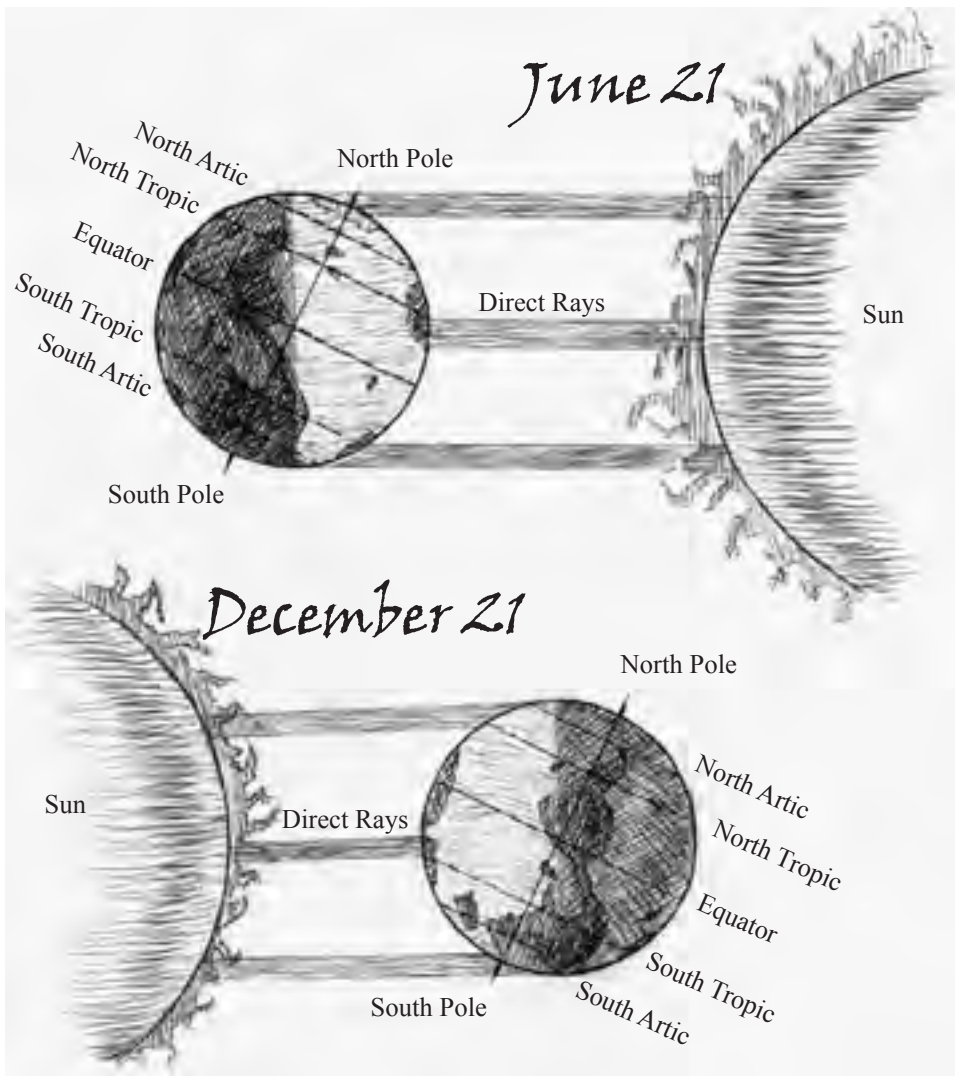 June 21
North Artic
North Pole
North Tropic
Equator
Direct Rays
South Tropic
Sun
South Artic
South Pole
December 21
North Pole
North Artic
Sun
Direct Rays
North Tropic
Equator
South Tropic
South Pole
South Artic